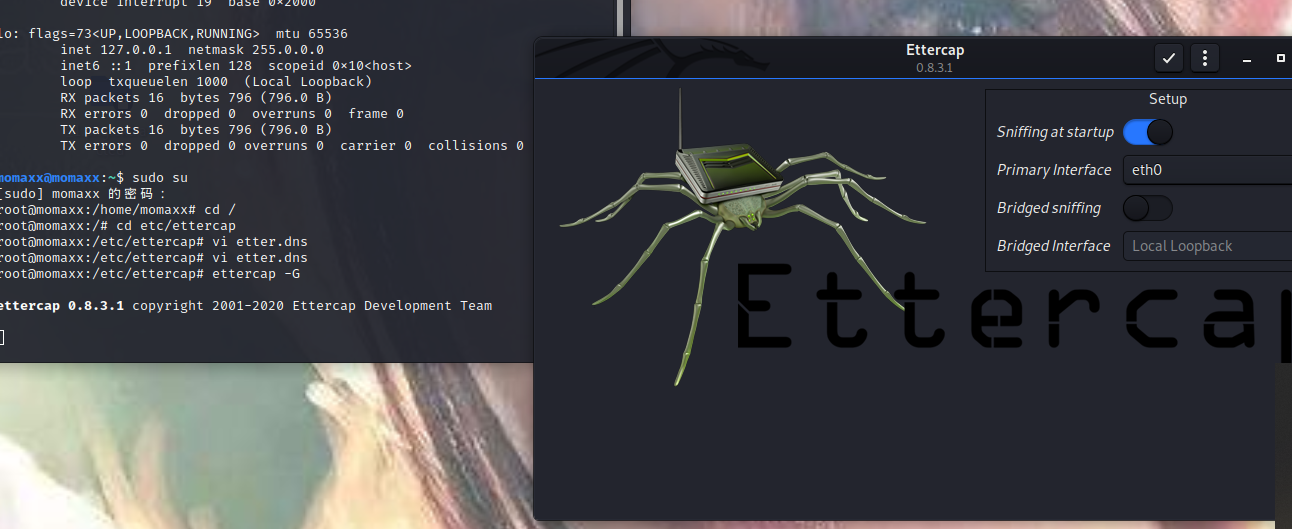 device interrupt 19  base 0×2000
lo: flags=73<UP,LOOPBACK,RUNNING>  mtu 65536
inet 127.0.0.1  netmask 255.0.0.0
inet6 ::1  prefixlen 128  scopeid 0×10<host>
loop  txqueuelen 1000  (Local Loopback)
RX packets 16  bytes 796 (796.0 B)
RX errors 0  dropped 0  overruns 0  frame 0
TX packets 16  bytes 796 (796.0 B)
TX errors 0  dropped 0 overruns 0  carrier 0  collisions 0
momaxx@momaxx:~$ sudo su
[sudo] momaxx 的密码：
root@momaxx:/home/momaxx# cd /
root@momaxx:/# cd etc/ettercap
root@momaxx:/etc/ettercap# vi etter.dns
root@momaxx:/etc/ettercap# vi etter.dns
root@momaxx:/etc/ettercap# ettercap -G
ettercap 0.8.3.1 copyright 2001-2020 Ettercap Development Team
Ettercap
0.8.3.1
Setup
Sniffing at startup
Primary Interface eth0
Bridged sniffing
Bridged Interface Local Loopback
Ettercap